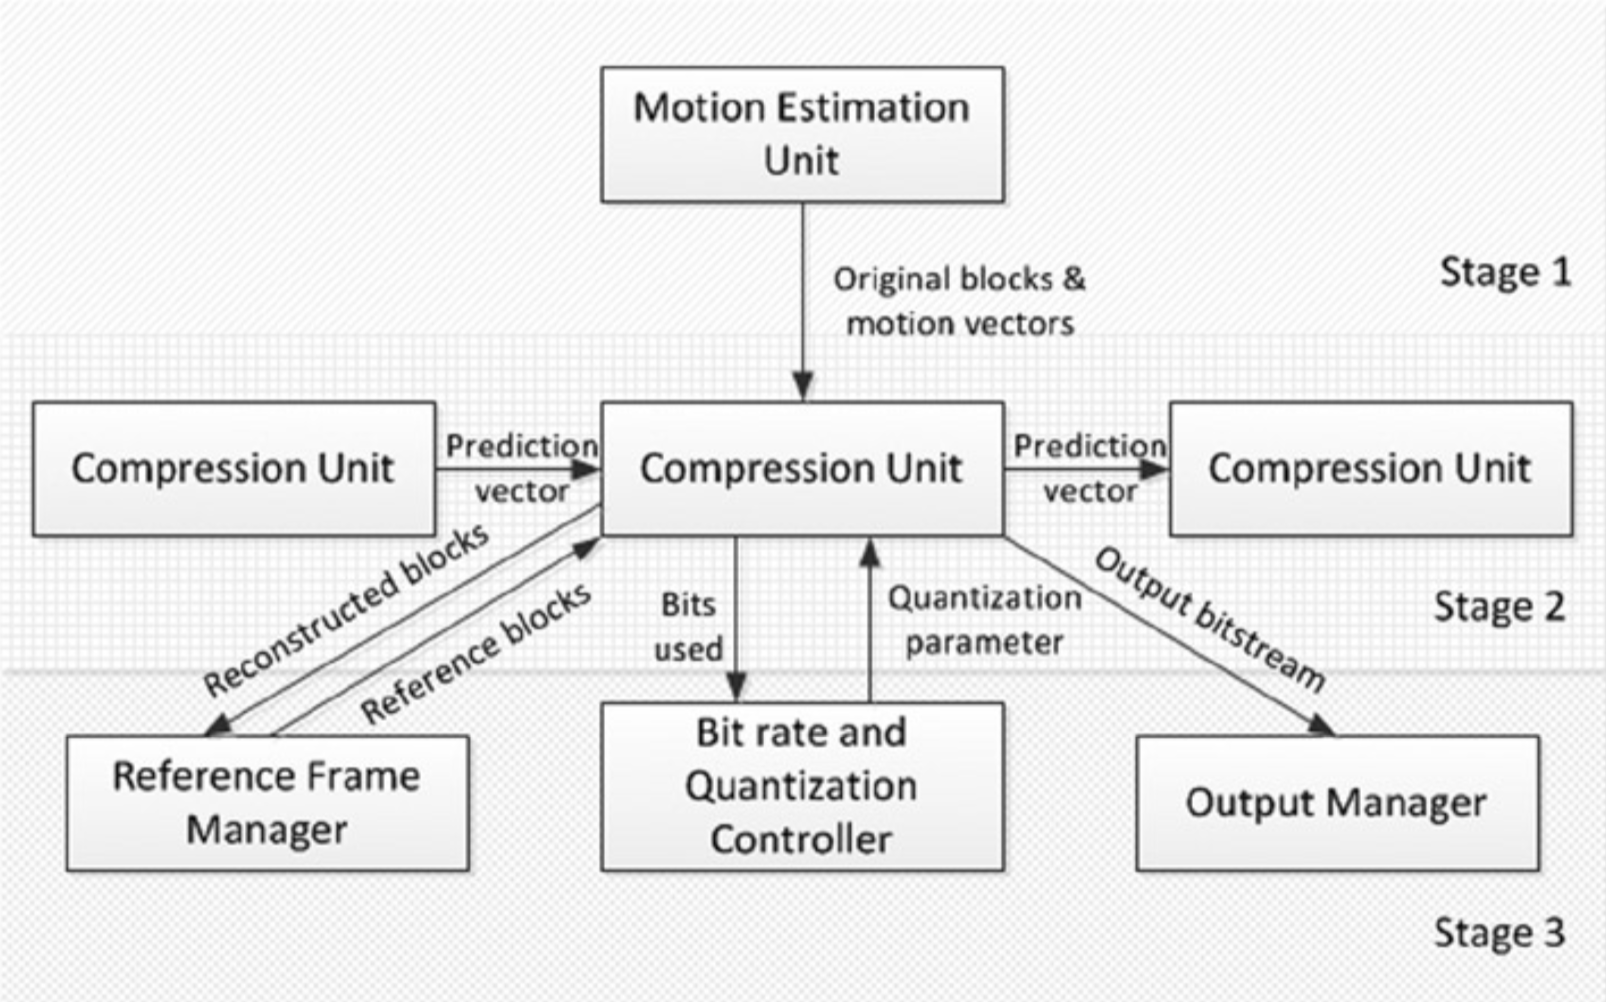 Motion Estimation
Unit
Original blocks &
motion vectors
Stage 1
Compression Unit
Prediction
vector
Compression Unit
Prediction
vector
Compression Unit
Reconstructed blocks
Reference blocks
Bits
used
Quantization
parameter
Output bitstream
Stage 2
Reference Frame
Manager
Bit rate and
Quantization
Controller
Output Manager
Stage 3